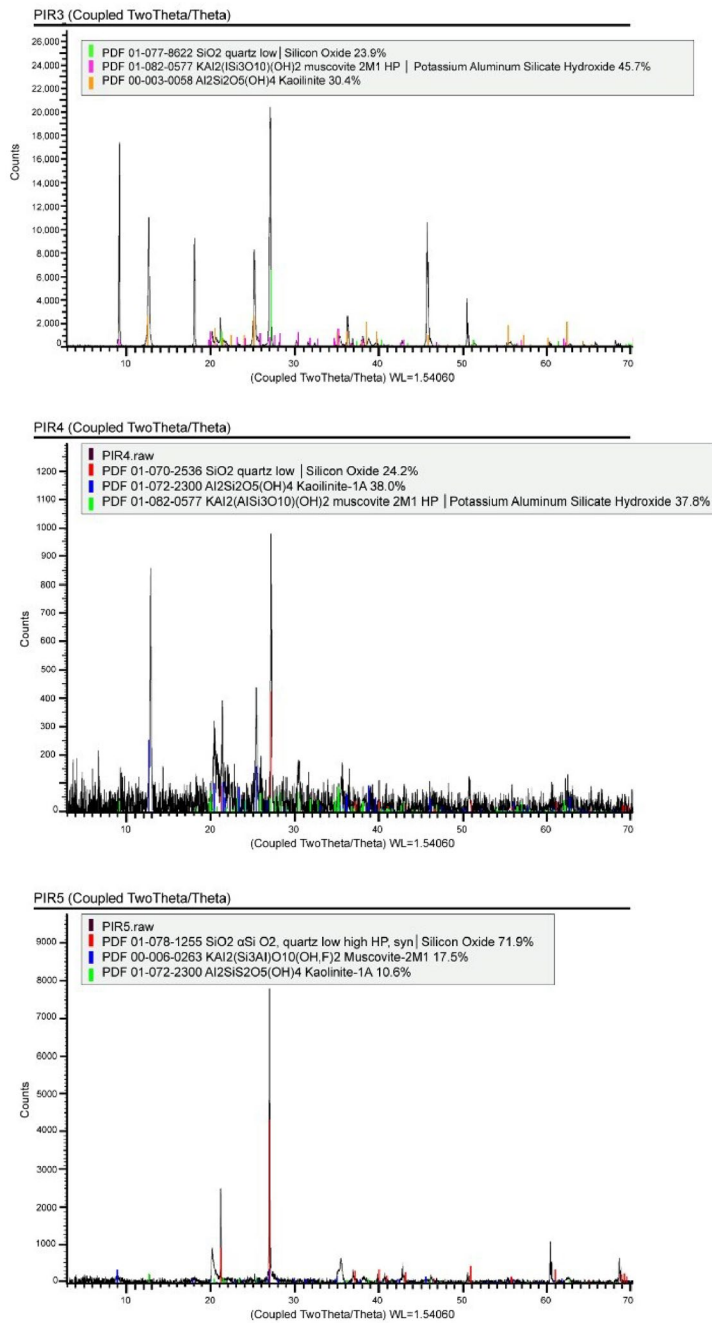 PIR3 (Coupled TwoTheta/Theta)
26,000
24,000
22,000
20,000
18,000
16,000
14,000
12,000
10,000
8,000
6,000
4,000
2,000
0
Counts
PDF 01-077-8622 SiO2 quartz low | Silicon Oxide 23.9%
PDF 01-082-0577 KAI2(ISi3O10)(OH)2 muscovite 2M1 HP | Potassium Aluminum Silicate Hydroxide 45.7%
PDF 00-003-0058 Al2Si2O5(OH)4 Kaoilinite 30.4%
10 20 30 40 50 60 70
(Coupled TwoTheta/Theta) WL=1.54060
PIR4 (Coupled TwoTheta/Theta)
1200
1100
1000
900
800
700
600
500
400
300
200
100
0
Counts
PIR4.raw
PDF 01-070-2536 SiO2 quartz low | Silicon Oxide 24.2%
PDF 01-072-2300 Al2Si2O5(OH)4 Kaolinite-1A 38.0%
PDF 01-082-0577 KAI2(AlSi3O10)(OH)2 muscovite 2M1 HP | Potassium Aluminum Silicate Hydroxide 37.8%
10 20 30 40 50 60 70
(Coupled TwoTheta/Theta) WL=1.54060
PIR5 (Coupled TwoTheta/Theta)
9000
8000
7000
6000
5000
4000
3000
2000
1000
0
Counts
PIR5.raw
PDF 01-078-1255 SiO2 αSi O2, quartz low high HP, syn | Silicon Oxide 71.9%
PDF 00-006-0263 KAI2(Si3Al)O10(OH,F)2 Muscovite-2M1 17.5%
PDF 01-072-2300 Al2SiS2O5(OH)4 Kaolinite-1A 10.6%
10 20 30 40 50 60 70
(Coupled TwoTheta/Theta) WL=1.54060